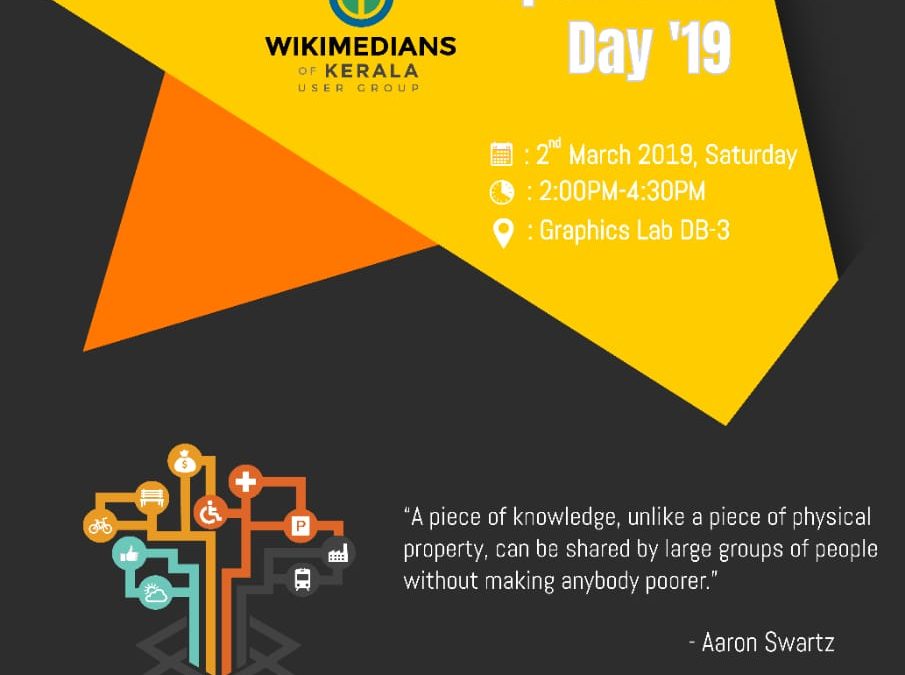 Day '19
WIKIMEDIANS
OF KERALA
USER GROUP
: 2nd March 2019, Saturday
: 2:00PM-4:30PM
: Graphics Lab DB-3
$
P
“A piece of knowledge, unlike a piece of physical
property, can be shared by large groups of people
without making anybody poorer.”
- Aaron Swartz